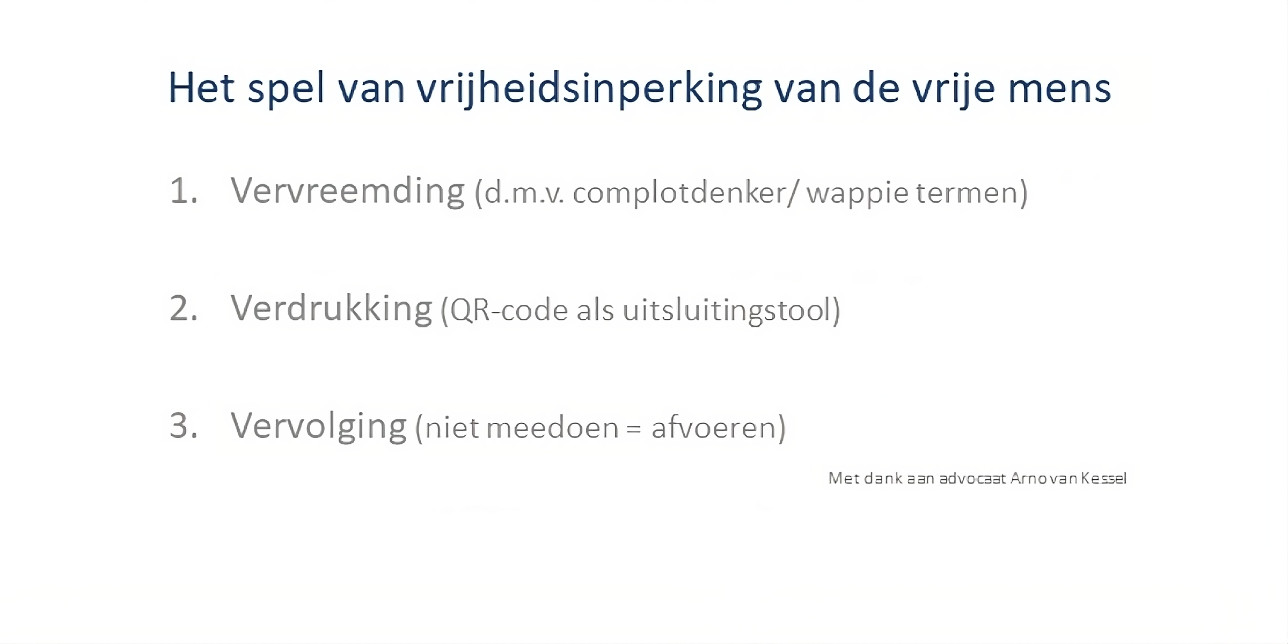 Het spel van vrijheidsinperking van de vrije mens
1. Vervreemding (d.m.v. complotdenker/ wappie termen)
2. Verdrukking (QR-code als uitsluitingstool)
3. Vervolging (niet meedoen = afvoeren)
Met dank aan advocaat Arno van Kessel